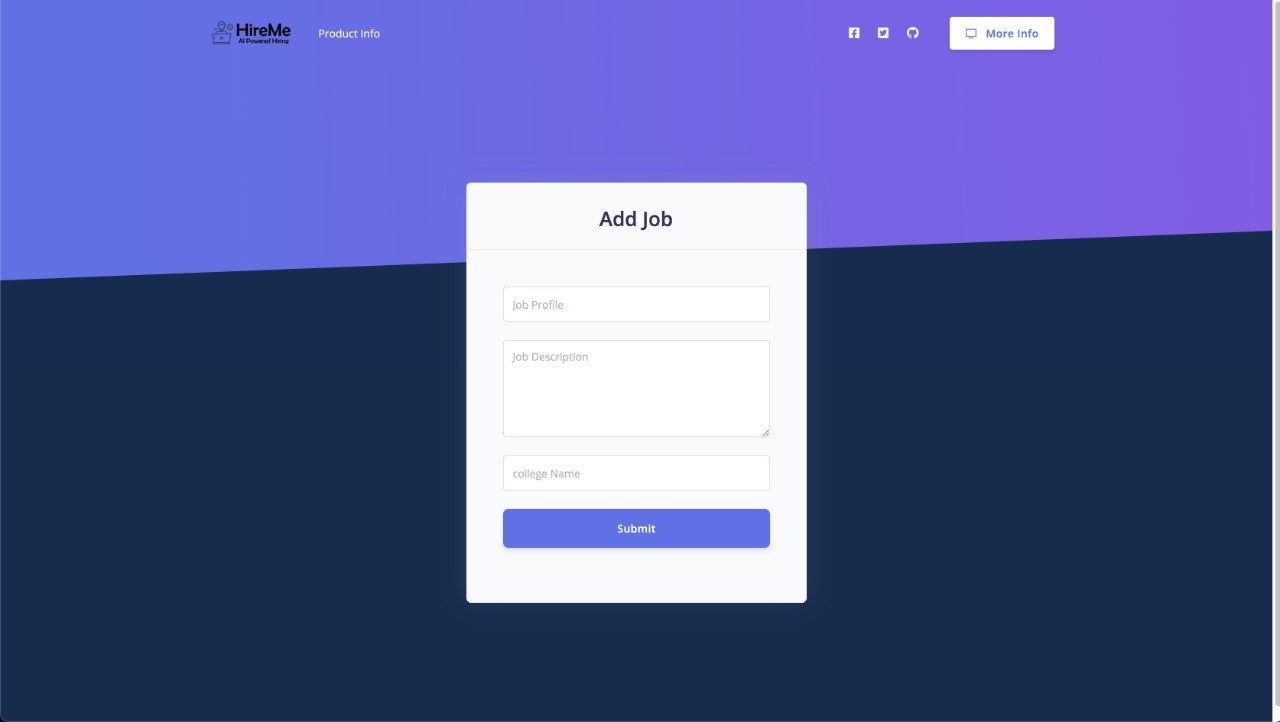 HireMe
AI Powered Hiring
Product Info
More Info
Add Job
Job Profile
Job Description
college Name
Submit